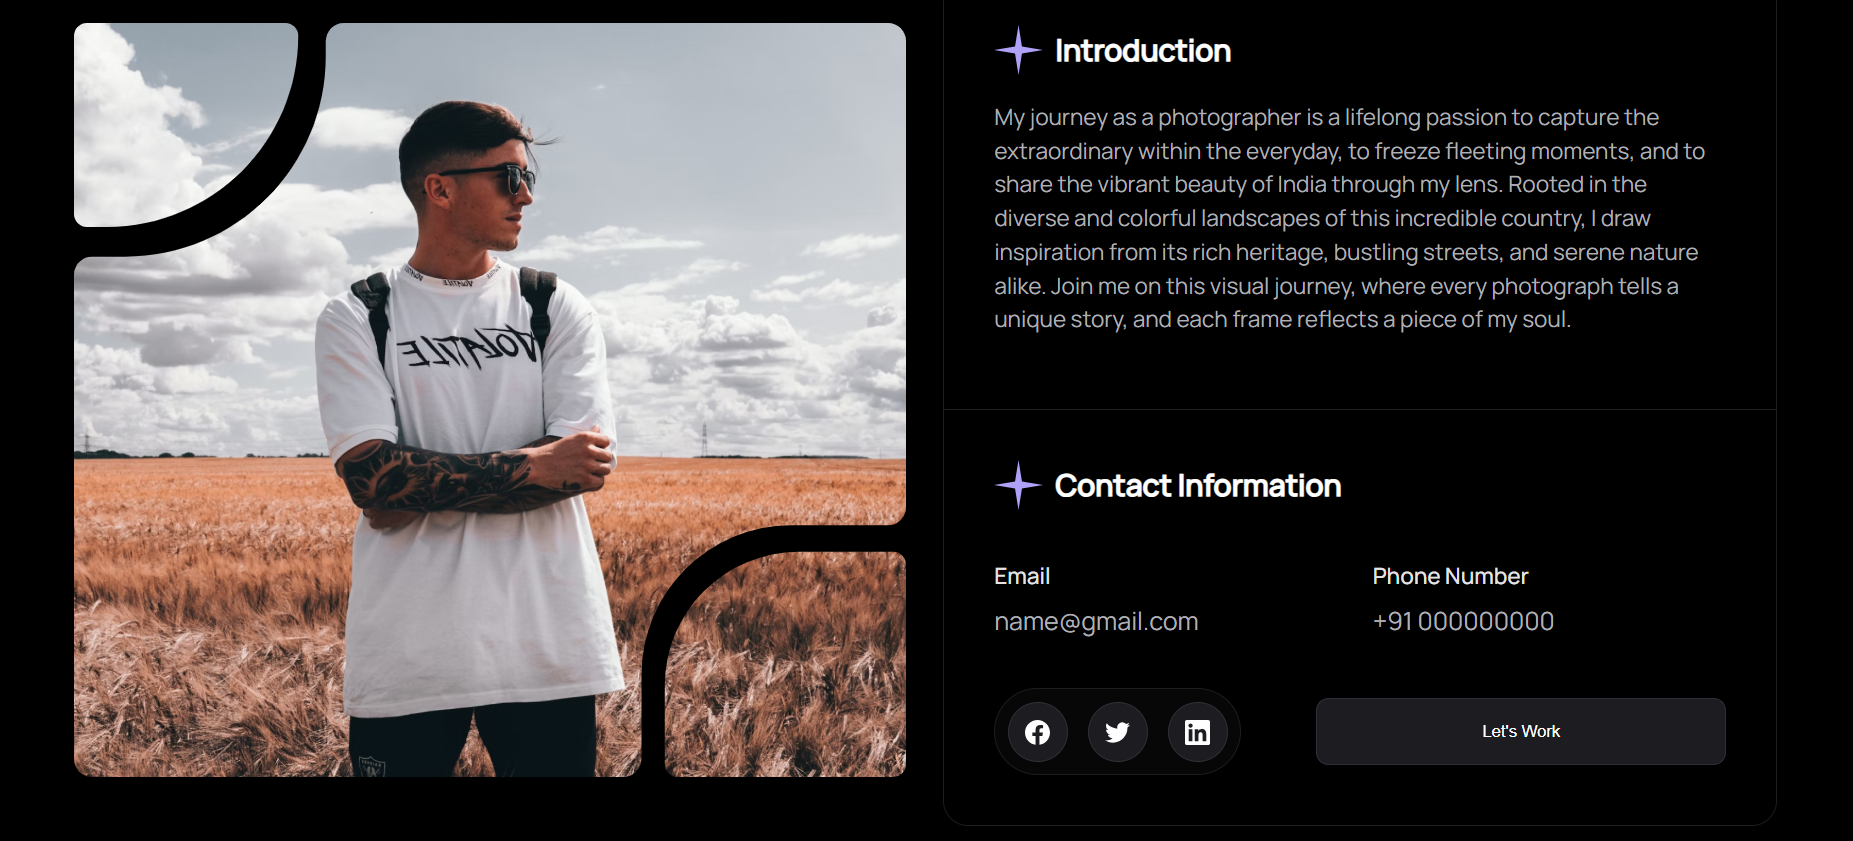 Introduction
My journey as a photographer is a lifelong passion to capture the
extraordinary within the everyday, to freeze fleeting moments, and to
share the vibrant beauty of India through my lens. Rooted in the
diverse and colorful landscapes of this incredible country, I draw
inspiration from its rich heritage, bustling streets, and serene nature
alike. Join me on this visual journey, where every photograph tells a
unique story, and each frame reflects a piece of my soul.
Contact Information
Email
Phone Number
name@gmail.com
+91 000000000
Let's Work
VOLATILE